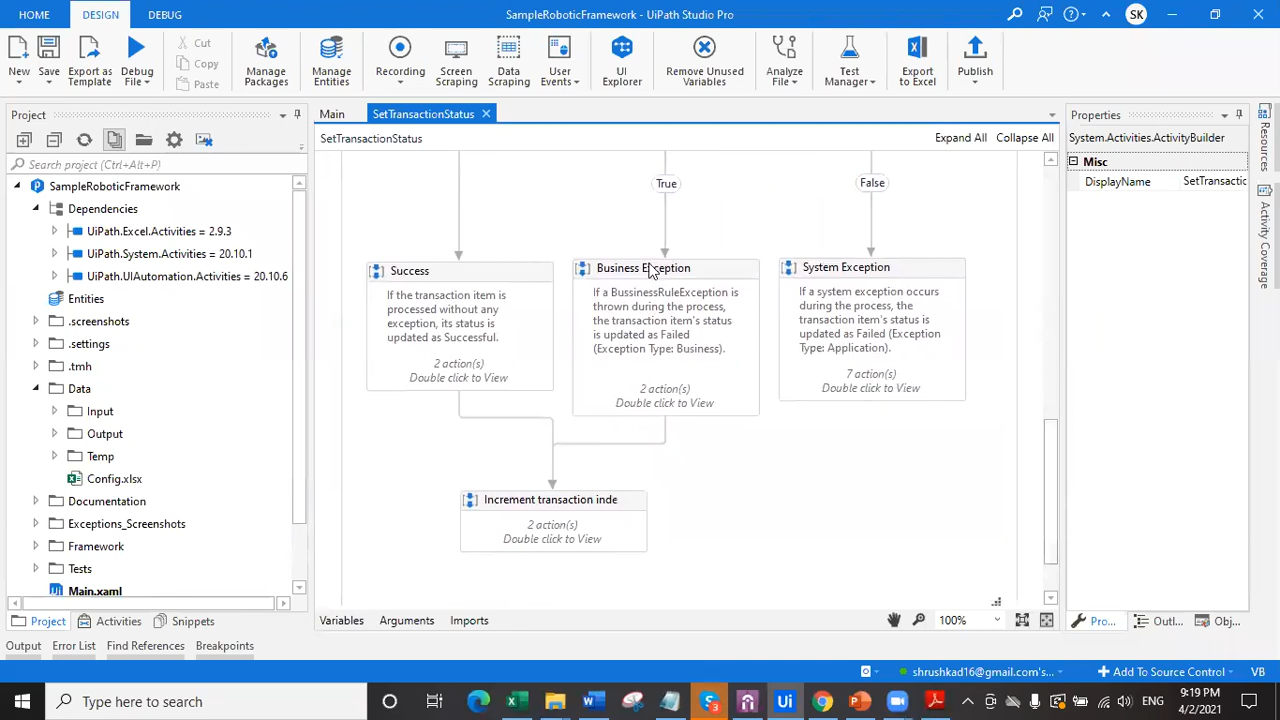 HOME
DESIGN
DEBUG
SampleRoboticFramework - UiPath Studio Pro
SK
New
Save
Export as Template
Debug File
Cut
Copy
Paste
Manage Packages
Manage Entities
Recording
Screen Scraping
Data Scraping
User Events
UI Explorer
Remove Unused Variables
Analyze File
Test Manager
Export to Excel
Publish
Project
Search project (Ctrl+Alt+P)
SampleRoboticFramework
Dependencies
UiPath.Excel.Activities = 2.9.3
UiPath.System.Activities = 20.10.1
UiPath.UIAutomation.Activities = 20.10.6
Entities
.screenshots
.settings
.tmh
Data
Input
Output
Temp
Config.xlsx
Documentation
Exceptions_Screenshots
Framework
Tests
Main.xaml
Project
Activities
Snippets
Main
SetTransactionStatus
SetTransactionStatus
Expand All
Collapse All
True
False
Success
If the transaction item is
processed without any
exception, its status is
updated as Successful.
2 action(s)
Double click to View
Business Exception
If a BussinessRuleException is
thrown during the process,
the transaction item's status
is updated as Failed
(Exception Type: Business).
2 action(s)
Double click to View
System Exception
If a system exception occurs
during the process, the
transaction item's status is
updated as Failed (Exception
Type: Application).
7 action(s)
Double click to View
Increment transaction inde
2 action(s)
Double click to View
Variables
Arguments
Imports
100%
Properties
System.Activities.ActivityBuilder
Misc
DisplayName
SetTransactic
Pro...
Outl...
Obj...
Resources
Activity Coverage
Output
Error List
Find References
Breakpoints
shrushkad16@gmail.com's...
Add To Source Control
VB
Type here to search
3
Ui
ENG
9:19 PM
4/2/2021